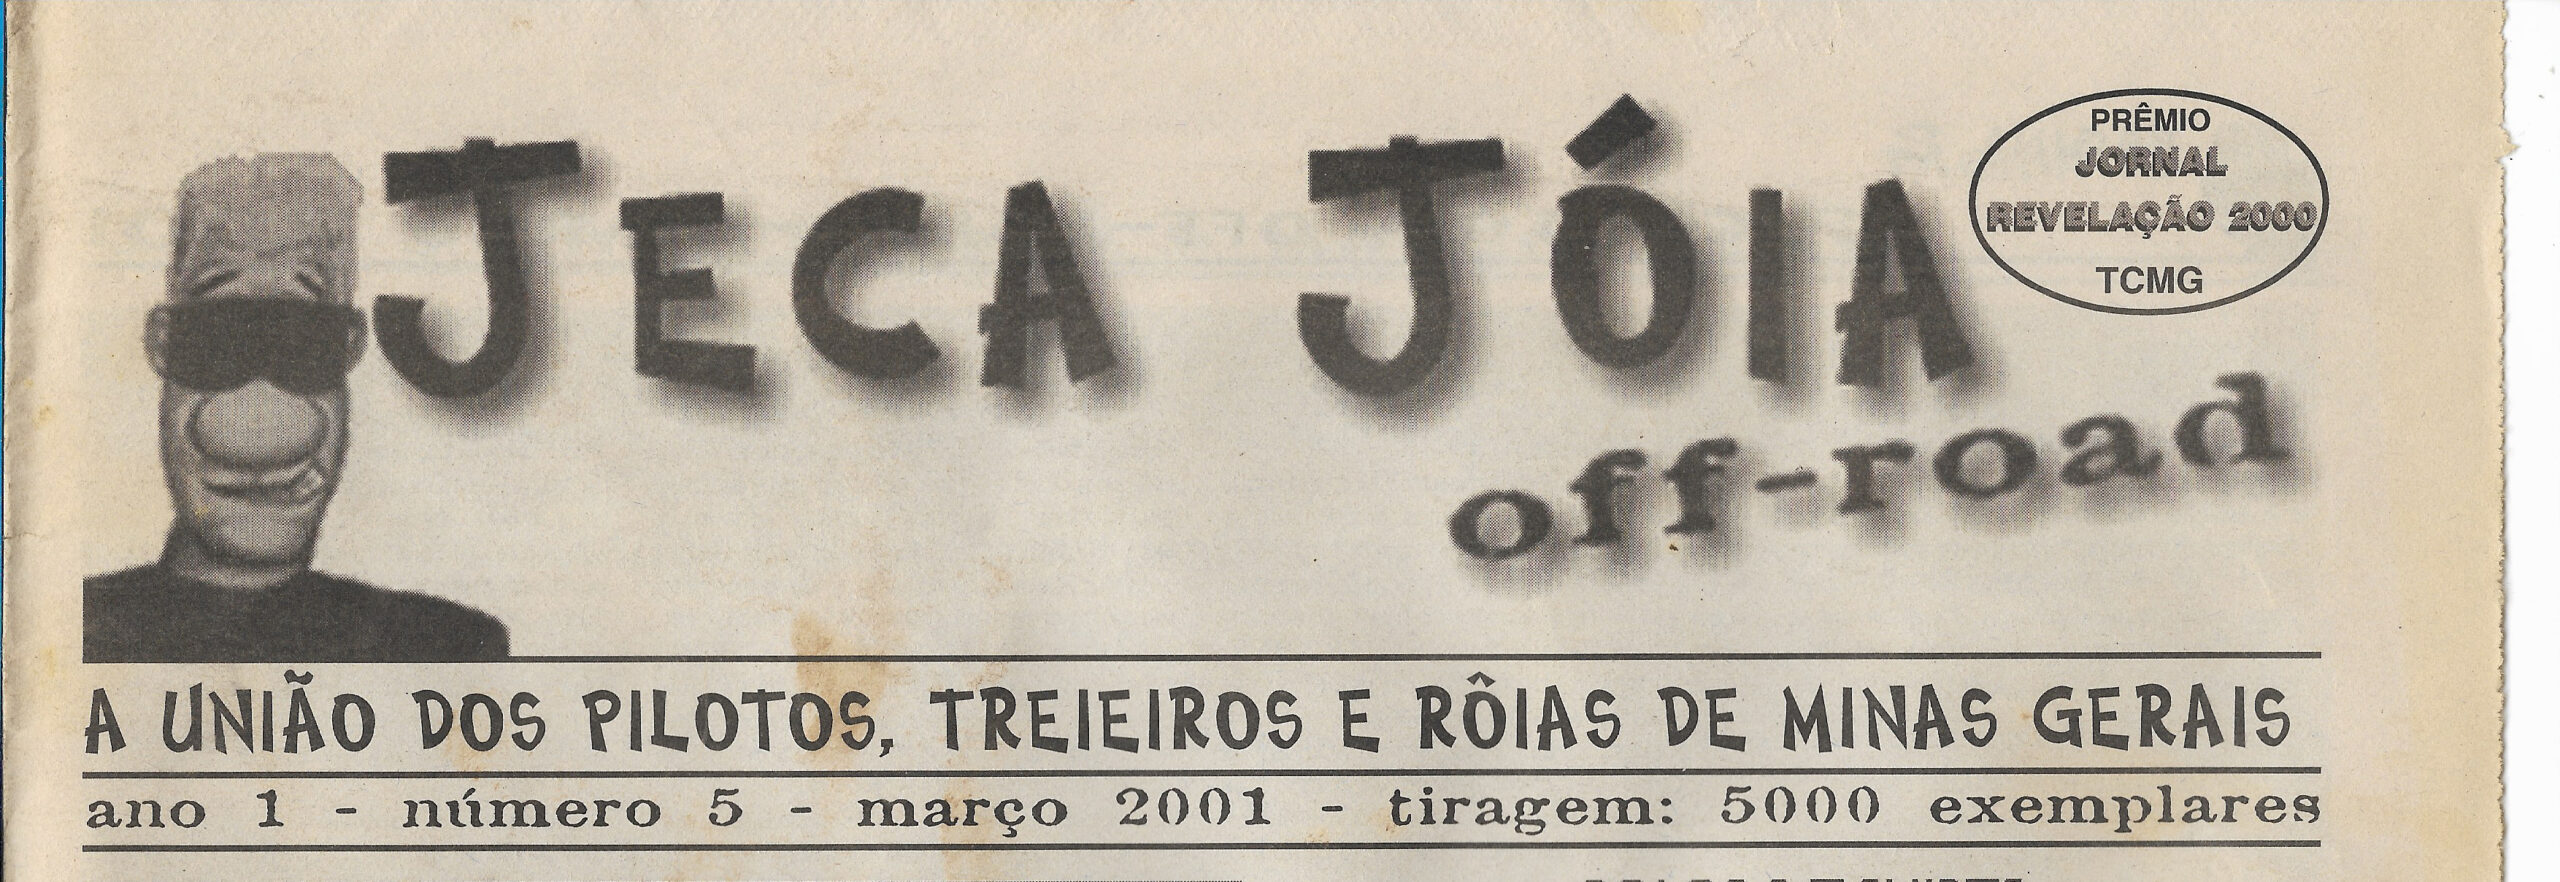 JECA JÓIA
off-road
PRÊMIO
JORNAL
REVELAÇÃO 2000
TCMG
A UNIÃO DOS PILOTOS, TREIEIROS E RÔIAS DE MINAS GERAIS
ano 1 - número 5 - março 2001 - tiragem: 5000 exemplares